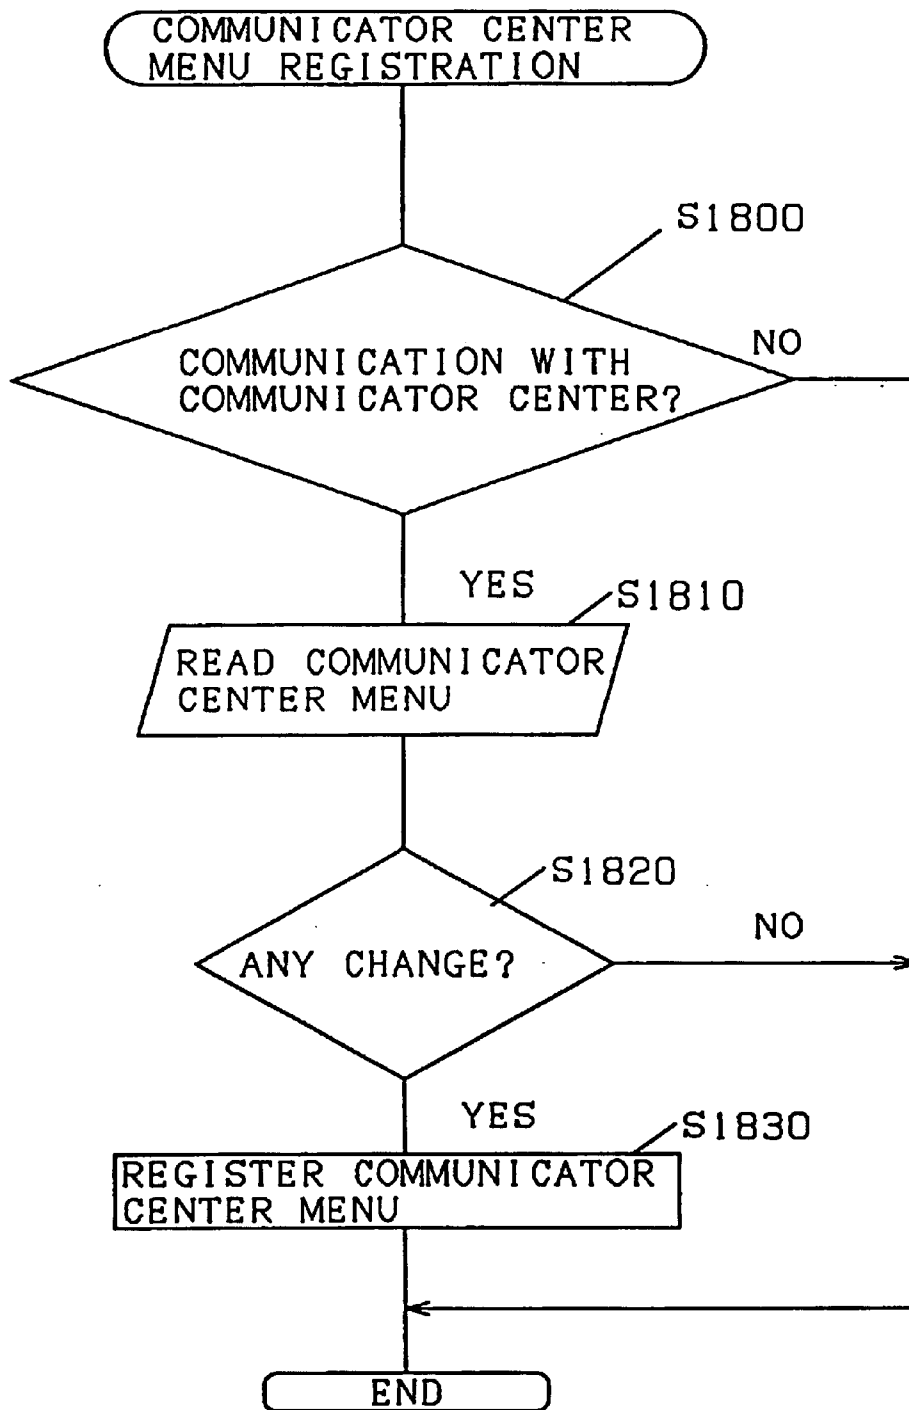 COMMUNICATOR CENTER
MENU REGISTRATION
S1800
NO
COMMUNICATION WITH
COMMUNICATOR CENTER?
YES
S1810
READ COMMUNICATOR
CENTER MENU
S1820
NO
ANY CHANGE?
YES
S1830
REGISTER COMMUNICATOR
CENTER MENU
END